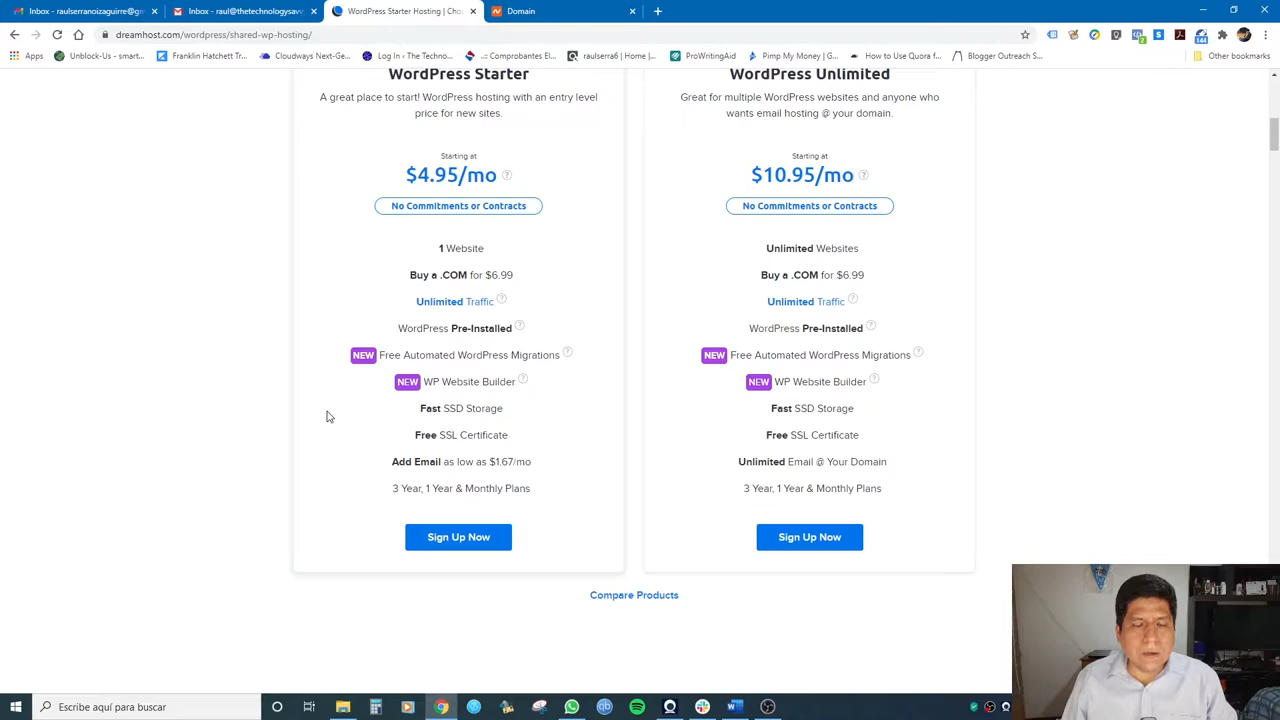 Inbox - raulserranoizaguirre@gm
Inbox - raul@thetechnologysavv
WordPress Starter Hosting | Cho
Domain
dreamhost.com/wordpress/shared-wp-hosting/
Apps
Unblock-Us - smart...
Franklin Hatchett Tr...
Cloudways Next-Ge...
Log In ‹ The Techno...
..:: Comprobantes El...
raulserra6 | Home |...
ProWritingAid
Pimp My Money | G...
How to Use Quora f...
Blogger Outreach S...
Other bookmarks
WordPress Starter
A great place to start! WordPress hosting with an entry level
price for new sites.
Starting at
$4.95/mo ?
No Commitments or Contracts
1 Website
Buy a .COM for $6.99
Unlimited Traffic ?
WordPress Pre-Installed ?
NEW Free Automated WordPress Migrations ?
NEW WP Website Builder ?
Fast SSD Storage
Free SSL Certificate
Add Email as low as $1.67/mo
3 Year, 1 Year & Monthly Plans
Sign Up Now
WordPress Unlimited
Great for multiple WordPress websites and anyone who
wants email hosting @ your domain.
Starting at
$10.95/mo ?
No Commitments or Contracts
Unlimited Websites
Buy a .COM for $6.99
Unlimited Traffic ?
WordPress Pre-Installed ?
NEW Free Automated WordPress Migrations ?
NEW WP Website Builder ?
Fast SSD Storage
Free SSL Certificate
Unlimited Email @ Your Domain
3 Year, 1 Year & Monthly Plans
Sign Up Now
Compare Products
Escribe aquí para buscar